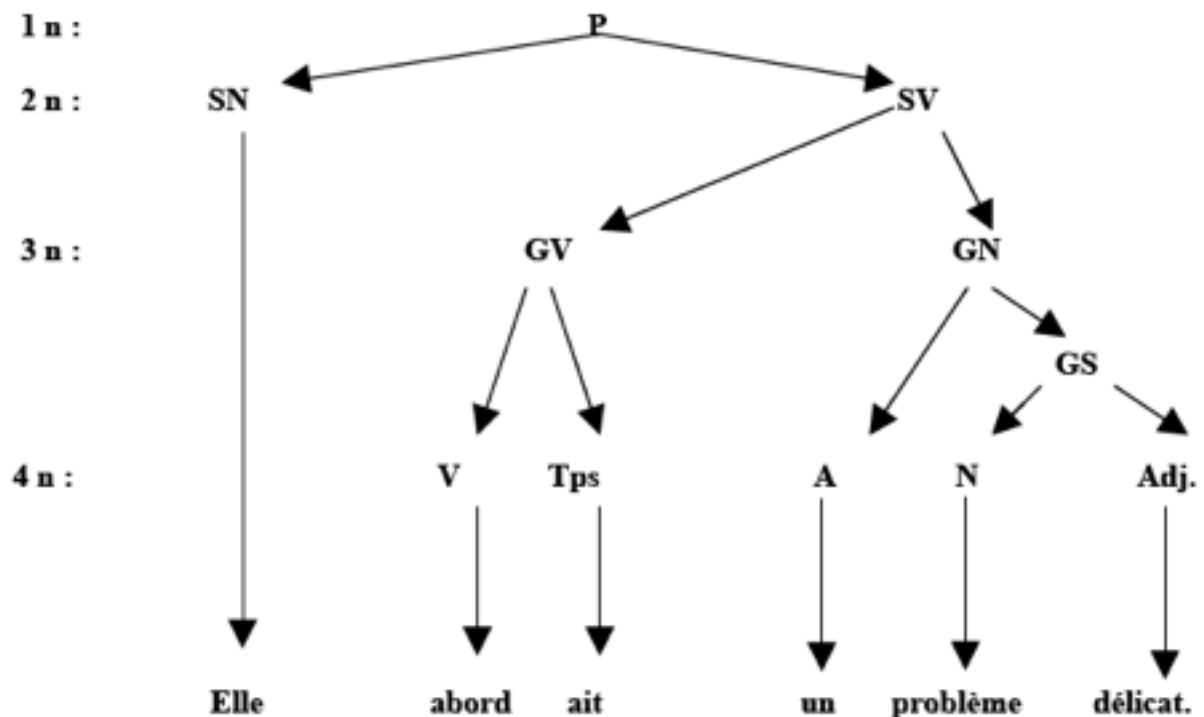 1 n : P
2 n : SN SV
3 n : GV GN
GS
4 n : V Tps A N Adj.
Elle abord ait un problème délicat.